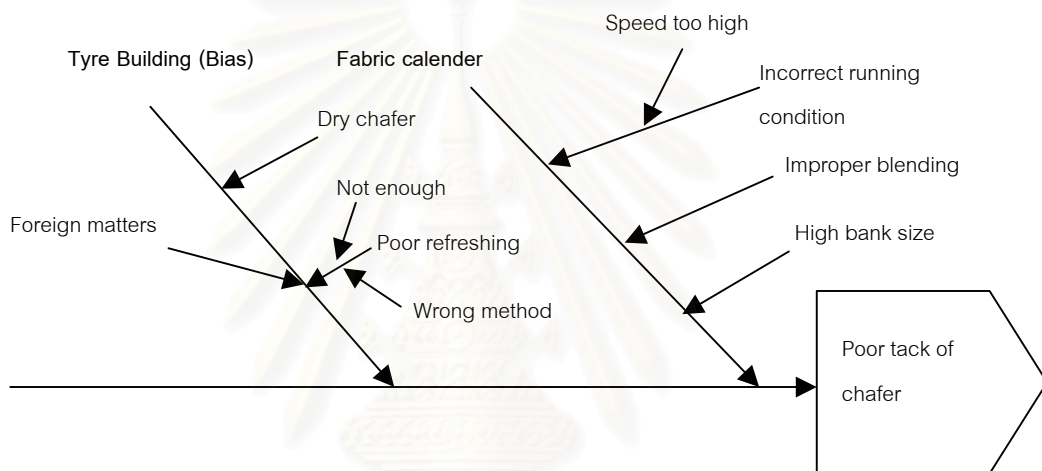 Speed too high
Tyre Building (Bias)
Fabric calender
Incorrect running
condition
Dry chafer
Improper blending
Not enough
Foreign matters
Poor refreshing
High bank size
Wrong method
Poor tack of
chafer